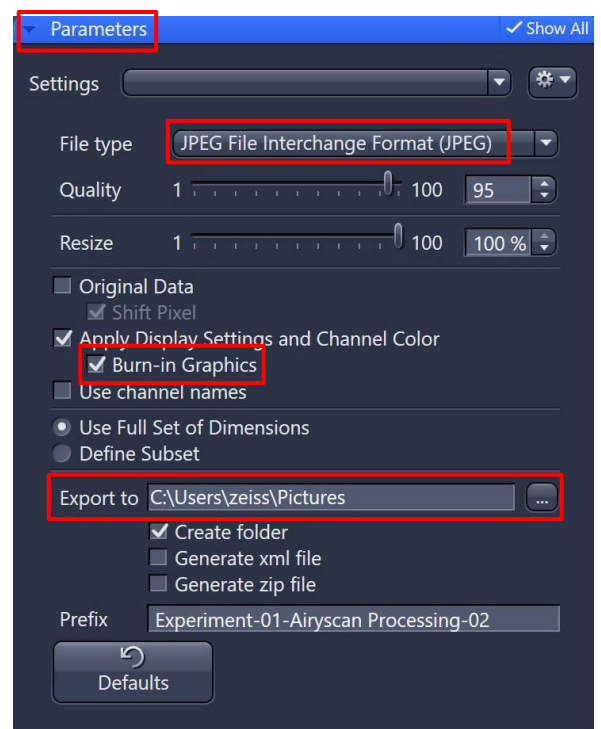 Parameters Show All
Settings
File type JPEG File Interchange Format (JPEG)
Quality 1 100 95
Resize 1 100 100 %
Original Data
Shift Pixel
Apply Display Settings and Channel Color
Burn-in Graphics
Use channel names
Use Full Set of Dimensions
Define Subset
Export to C:\Users\zeiss\Pictures ...
Create folder
Generate xml file
Generate zip file
Prefix Experiment-01-Airyscan Processing-02
Defaults